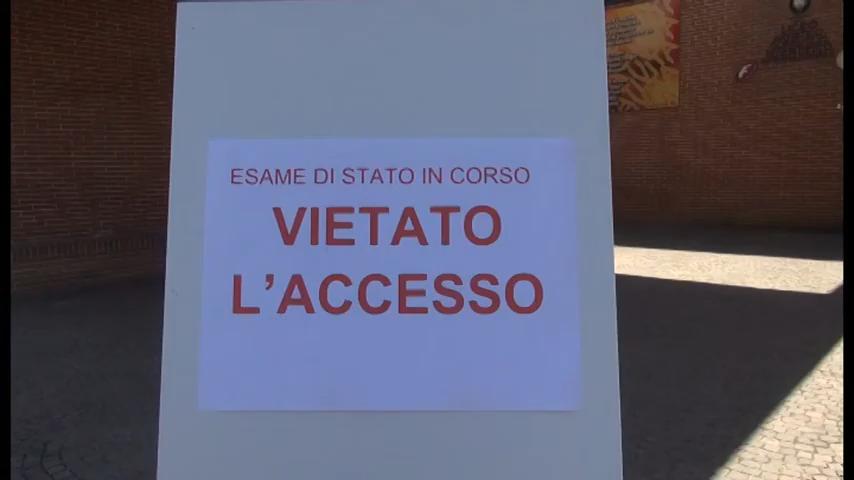 ESAME DI STATO IN CORSO
VIETATO
L’ACCESSO